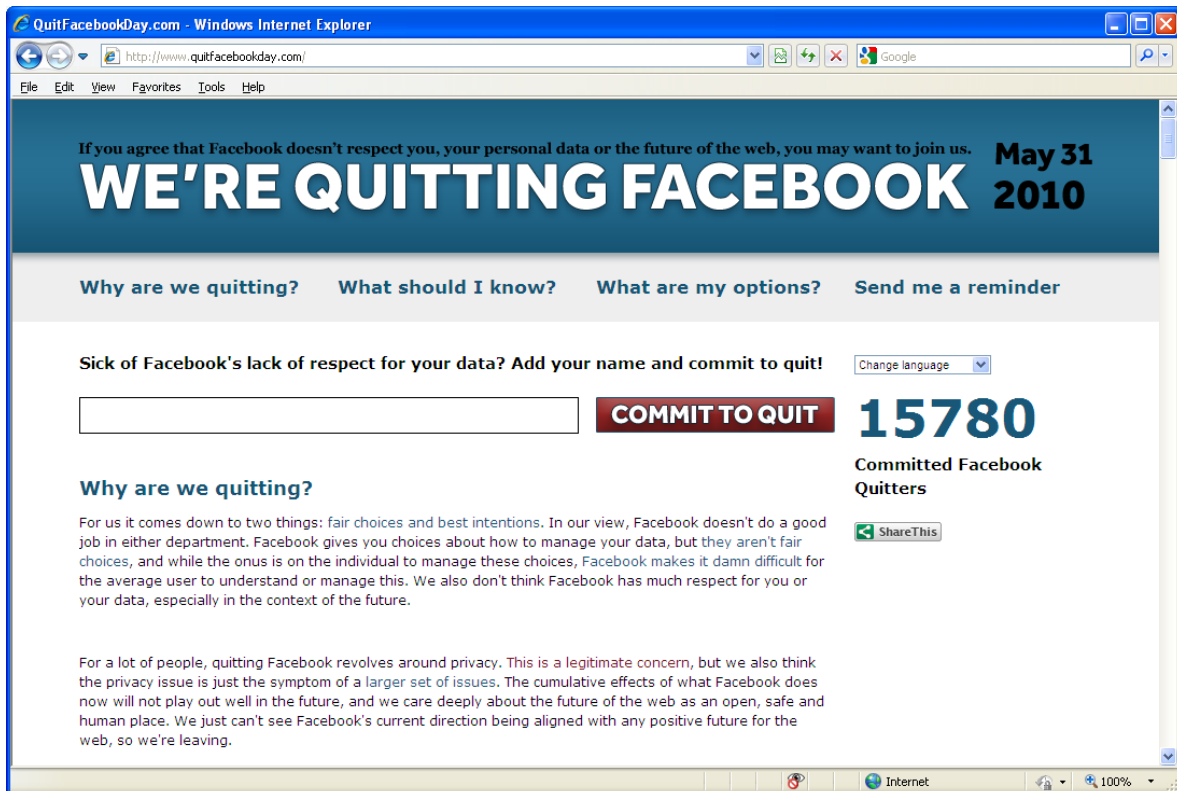 QuitFacebookDay.com - Windows Internet Explorer
http://www.quitfacebookday.com/
Google
File Edit View Favorites Tools Help
If you agree that Facebook doesn't respect you, your personal data or the future of the web, you may want to join us.
WE'RE QUITTING FACEBOOK
May 31
2010
Why are we quitting? What should I know? What are my options? Send me a reminder
Sick of Facebook's lack of respect for your data? Add your name and commit to quit!
Change language
COMMIT TO QUIT
15780
Committed Facebook
Quitters
ShareThis
Why are we quitting?
For us it comes down to two things: fair choices and best intentions. In our view, Facebook doesn't do a good
job in either department. Facebook gives you choices about how to manage your data, but they aren't fair
choices, and while the onus is on the individual to manage these choices, Facebook makes it damn difficult for
the average user to understand or manage this. We also don't think Facebook has much respect for you or
your data, especially in the context of the future.
For a lot of people, quitting Facebook revolves around privacy. This is a legitimate concern, but we also think
the privacy issue is just the symptom of a larger set of issues. The cumulative effects of what Facebook does
now will not play out well in the future, and we care deeply about the future of the web as an open, safe and
human place. We just can't see Facebook's current direction being aligned with any positive future for the
web, so we're leaving.
Internet
100%